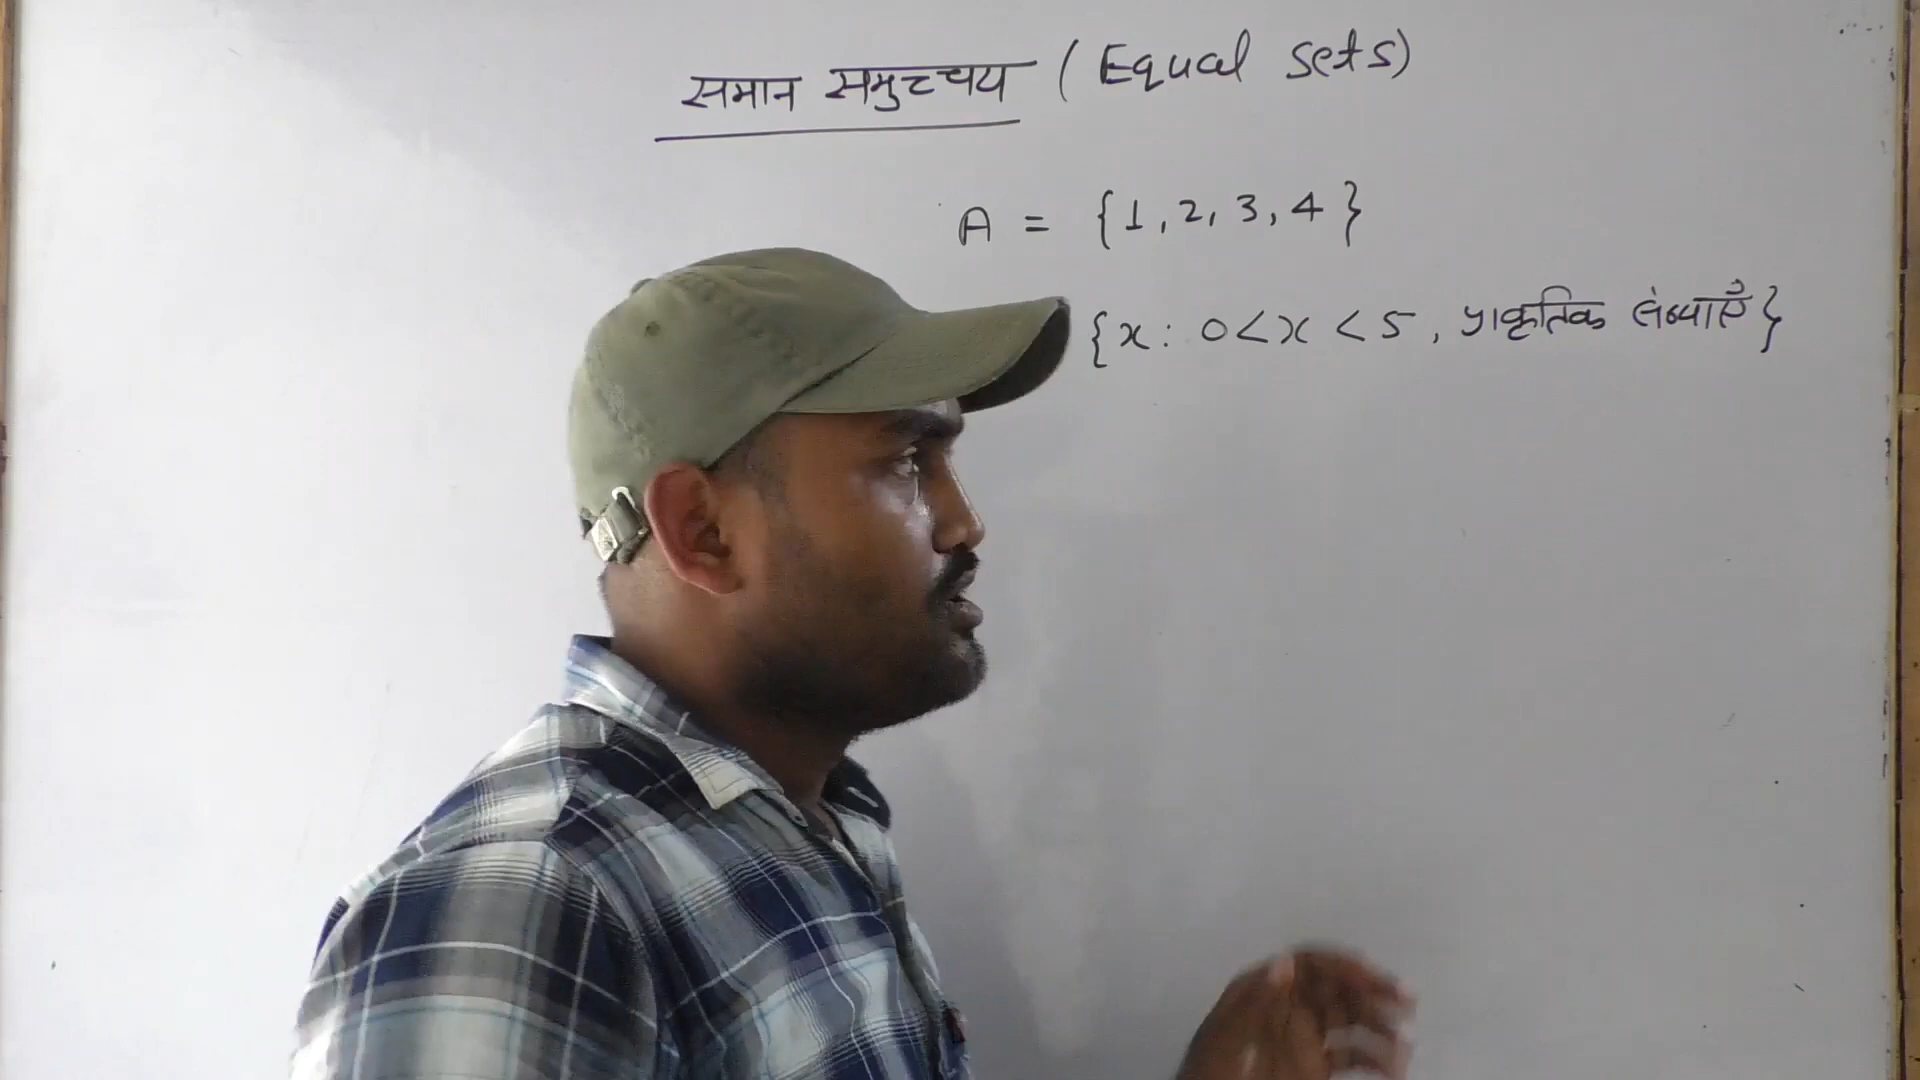 समान समुच्चय (Equal sets)
A = {1, 2, 3, 4}
{x: 0<x<5, प्राकृतिक संख्याएँ}